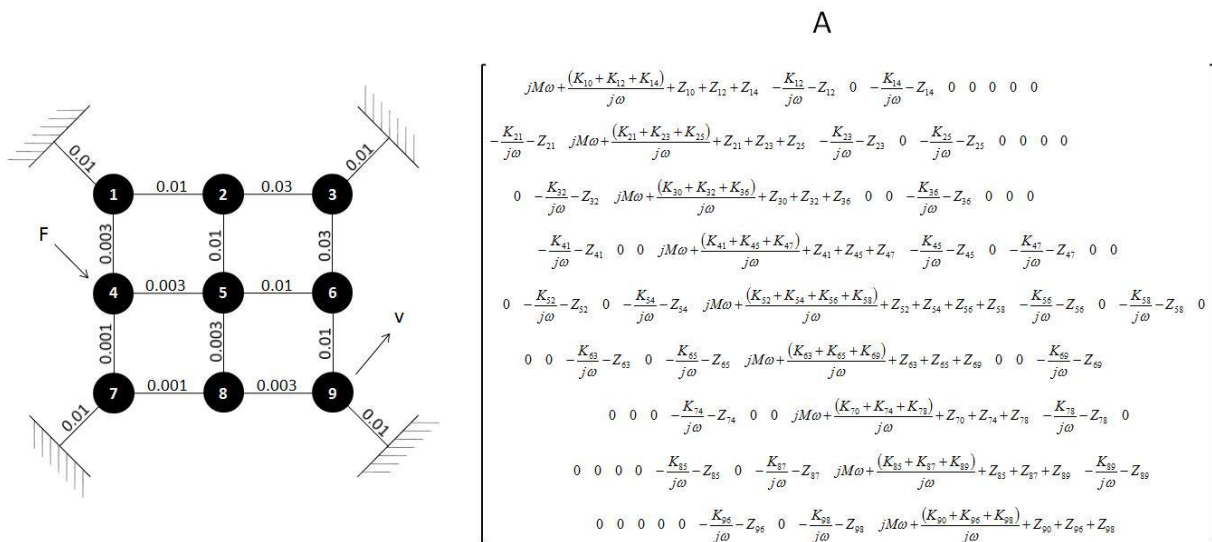 A
0.01
0.01
1 0.01 2 0.03 3
F
0.003
0.01
0.03
4 0.003 5 0.01 6
v
0.001
0.003
0.01
7 0.001 8 0.003 9
0.01
0.01
jMω+(K₁₀+K₁₂+K₁₄)/jω+Z₁₀+Z₁₂+Z₁₄ -K₁₂/jω-Z₁₂ 0 -K₁₄/jω-Z₁₄ 0 0 0 0 0
-K₂₁/jω-Z₂₁ jMω+(K₂₁+K₂₃+K₂₅)/jω+Z₂₁+Z₂₃+Z₂₅ -K₂₃/jω-Z₂₃ 0 -K₂₅/jω-Z₂₅ 0 0 0 0
0 -K₃₂/jω-Z₃₂ jMω+(K₃₀+K₃₂+K₃₆)/jω+Z₃₀+Z₃₂+Z₃₆ 0 0 -K₃₆/jω-Z₃₆ 0 0 0
-K₄₁/jω-Z₄₁ 0 0 jMω+(K₄₁+K₄₅+K₄₇)/jω+Z₄₁+Z₄₅+Z₄₇ -K₄₅/jω-Z₄₅ 0 -K₄₇/jω-Z₄₇ 0 0
0 -K₅₂/jω-Z₅₂ 0 -K₅₄/jω-Z₅₄ jMω+(K₅₂+K₅₄+K₅₆+K₅₈)/jω+Z₅₂+Z₅₄+Z₅₆+Z₅₈ -K₅₆/jω-Z₅₆ 0 -K₅₈/jω-Z₅₈ 0
0 0 -K₆₃/jω-Z₆₃ 0 -K₆₅/jω-Z₆₅ jMω+(K₆₃+K₆₅+K₆₉)/jω+Z₆₃+Z₆₅+Z₆₉ 0 0 -K₆₉/jω-Z₆₉
0 0 0 -K₇₄/jω-Z₇₄ 0 0 jMω+(K₇₀+K₇₄+K₇₈)/jω+Z₇₀+Z₇₄+Z₇₈ -K₇₈/jω-Z₇₈ 0
0 0 0 0 -K₈₅/jω-Z₈₅ 0 -K₈₇/jω-Z₈₇ jMω+(K₈₅+K₈₇+K₈₉)/jω+Z₈₅+Z₈₇+Z₈₉ -K₈₉/jω-Z₈₉
0 0 0 0 0 -K₉₆/jω-Z₉₆ 0 -K₉₈/jω-Z₉₈ jMω+(K₉₀+K₉₆+K₉₈)/jω+Z₉₀+Z₉₆+Z₉₈